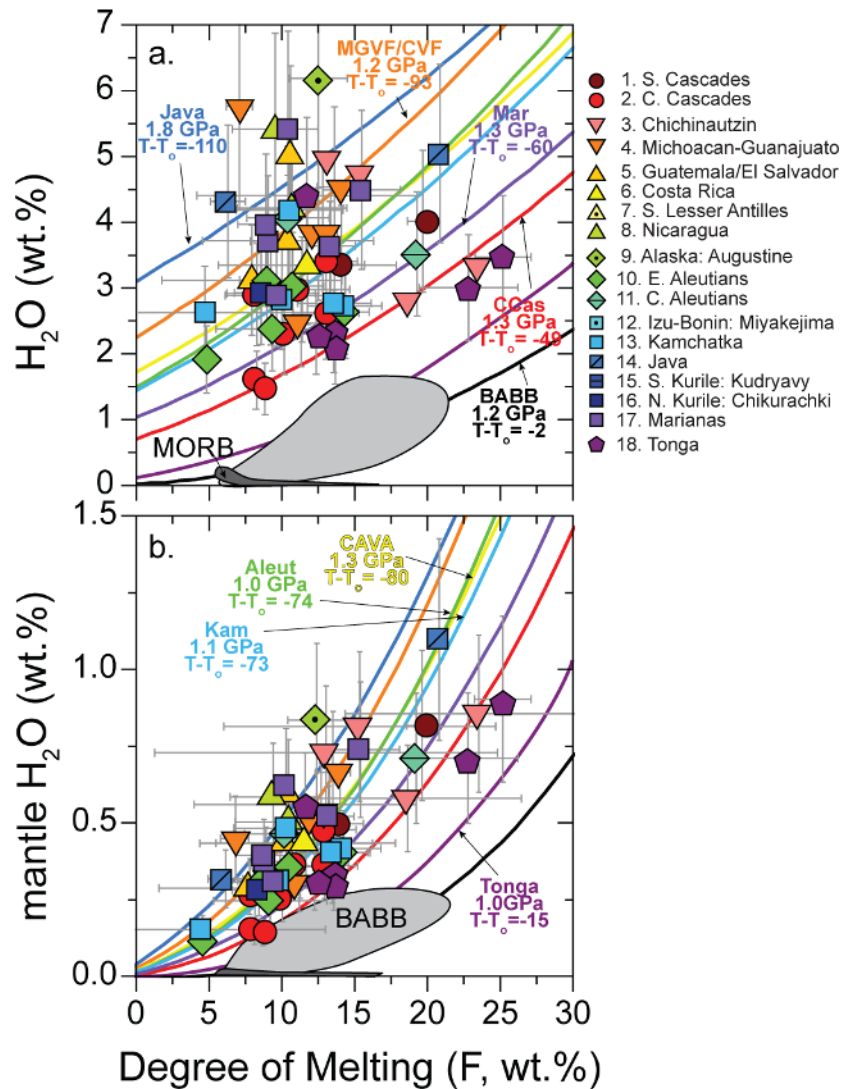 a.
MGVF/CVF
1.2 GPa
T-To= -93
Java
1.8 GPa
T-To= -110
Mar
1.3 GPa
T-To= -60
CCas
1.3 GPa
T-To= -49
BABB
1.2 GPa
T-To= -2
MORB
H2O (wt.%)
7
6
5
4
3
2
1
0
1. S. Cascades
2. C. Cascades
3. Chichinautzin
4. Michoacan-Guanajuato
5. Guatemala/El Salvador
6. Costa Rica
7. S. Lesser Antilles
8. Nicaragua
9. Alaska: Augustine
10. E. Aleutians
11. C. Aleutians
12. Izu-Bonin: Miyakejima
13. Kamchatka
14. Java
15. S. Kurile: Kudryavy
16. N. Kurile: Chikurachki
17. Marianas
18. Tonga
b.
CAVA
1.3 GPa
T-To= -80
Aleut
1.0 GPa
T-To= -74
Kam
1.1 GPa
T-To= -73
Tonga
1.0GPa
T-To=-15
BABB
mantle H2O (wt.%)
1.5
1.0
0.5
0.0
0 5 10 15 20 25 30
Degree of Melting (F, wt.%)